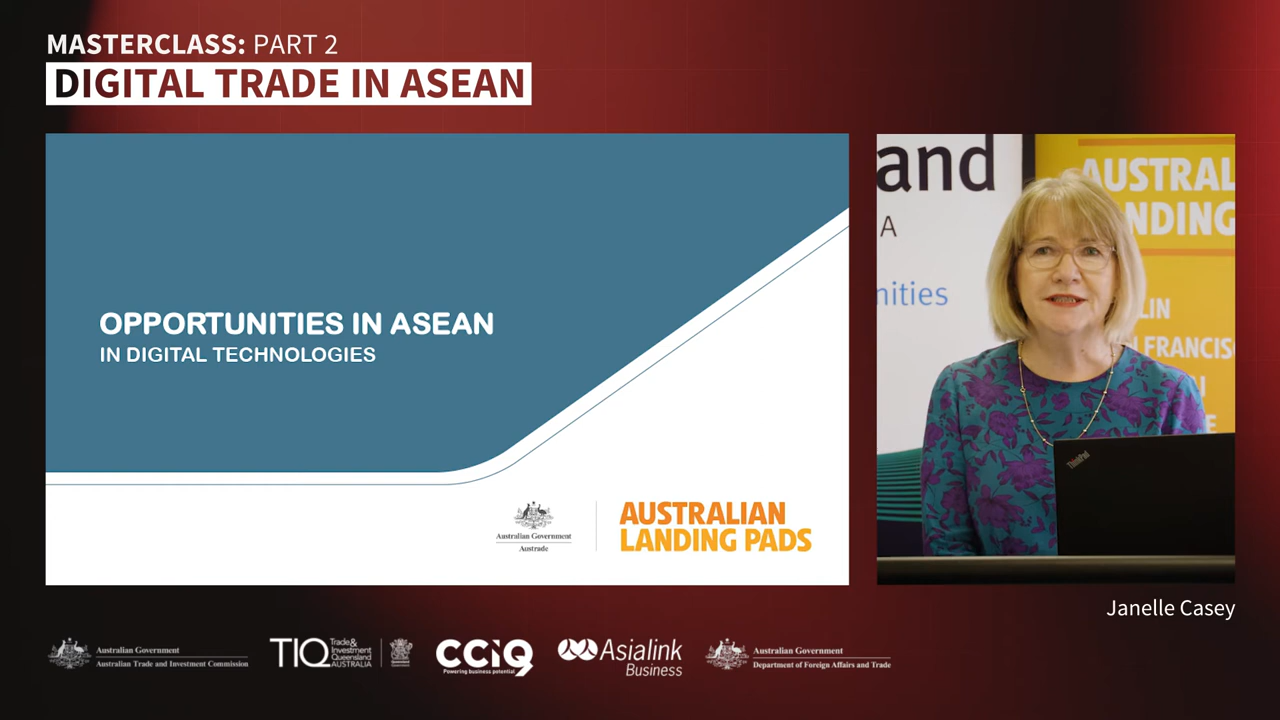 MASTERCLASS: PART 2
DIGITAL TRADE IN ASEAN
OPPORTUNITIES IN ASEAN
IN DIGITAL TECHNOLOGIES
Australian Government
Austrade
AUSTRALIAN
LANDING PADS
and
A
nities
AUSTRAL
NDING
LIN
FRANCIS
E
ThinkPad
Janelle Casey
Australian Government
Australian Trade and Investment Commission
TIQ
Trade&
Investment
Queensland
AUSTRALIA
CCiQ
Powering business potential
Asialink
Business
Australian Government
Department of Foreign Affairs and Trade